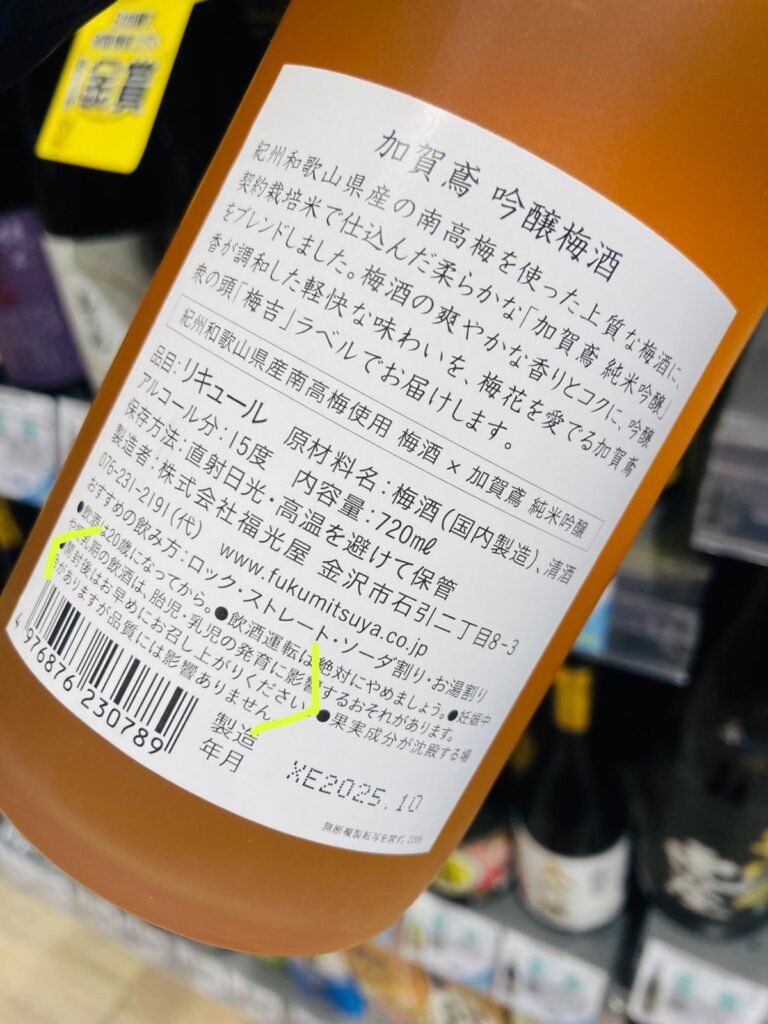 金賞
加賀鳶 吟醸梅酒
紀州和歌山県産の南高梅を使った上質な梅酒に、
契約栽培米で仕込んだ柔らかな「加賀鳶 純米吟醸」
をブレンドしました。梅酒の爽やかな香りとコクに、吟醸
香が調和した軽快な味わいを、梅花を愛でる加賀鳶
衆の頭「梅吉」ラベルでお届けします。
紀州和歌山県産南高梅使用 梅酒 × 加賀鳶 純米吟醸
品目：リキュール 原材料名：梅酒(国内製造)、清酒
アルコール分：15度 内容量：720㎖
保存方法：直射日光・高温を避けて保管
製造者：株式会社福光屋 金沢市石引二丁目8-3
076-231-2191(代) www.fukumitsuya.co.jp
おすすめの飲み方：ロック・ストレート・ソーダ割り・お湯割り
●飲酒は20歳になってから。●飲酒運転は絶対にやめましょう。●妊娠中
や授乳期の飲酒は、胎児・乳児の発育に影響するおそれがあります。
●開封後はお早めにお召し上がりください。●果実成分が沈殿する場
合がありますが品質には影響ありません。
4 976876 230789
製造
年月
XE2025.10
無断複製転写を禁ず。